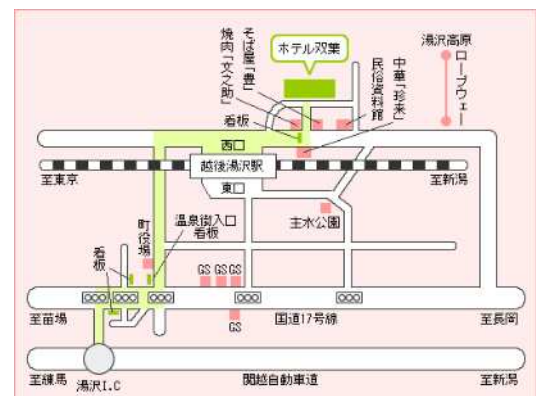 ホテル双葉
湯沢高原
ロープウェー
中華「珍来」
民俗資料館
そば屋「豊」
焼肉「文之助」
看板
西口
越後湯沢駅
東口
至東京
至新潟
主水公園
温泉街入口
看板
町役場
看板
GS GS GS
GS
至苗場
国道17号線
至長岡
至練馬
湯沢I.C
関越自動車道
至新潟